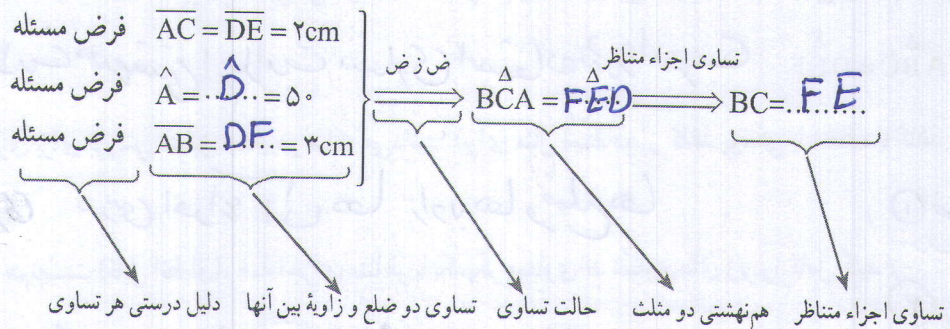 فرض مسئله AC = DE = ۲cm
فرض مسئله Â = ..D̂.. = ۵۰
فرض مسئله AB = DF.. = ۳cm
ض ز ض
BCA = FED
تساوی اجزاء متناظر
BC=..FE...
دلیل درستی هر تساوی
تساوی دو ضلع و زاویهٔ بین آنها
حالت تساوی
هم‌نهشتی دو مثلث
تساوی اجزاء متناظر